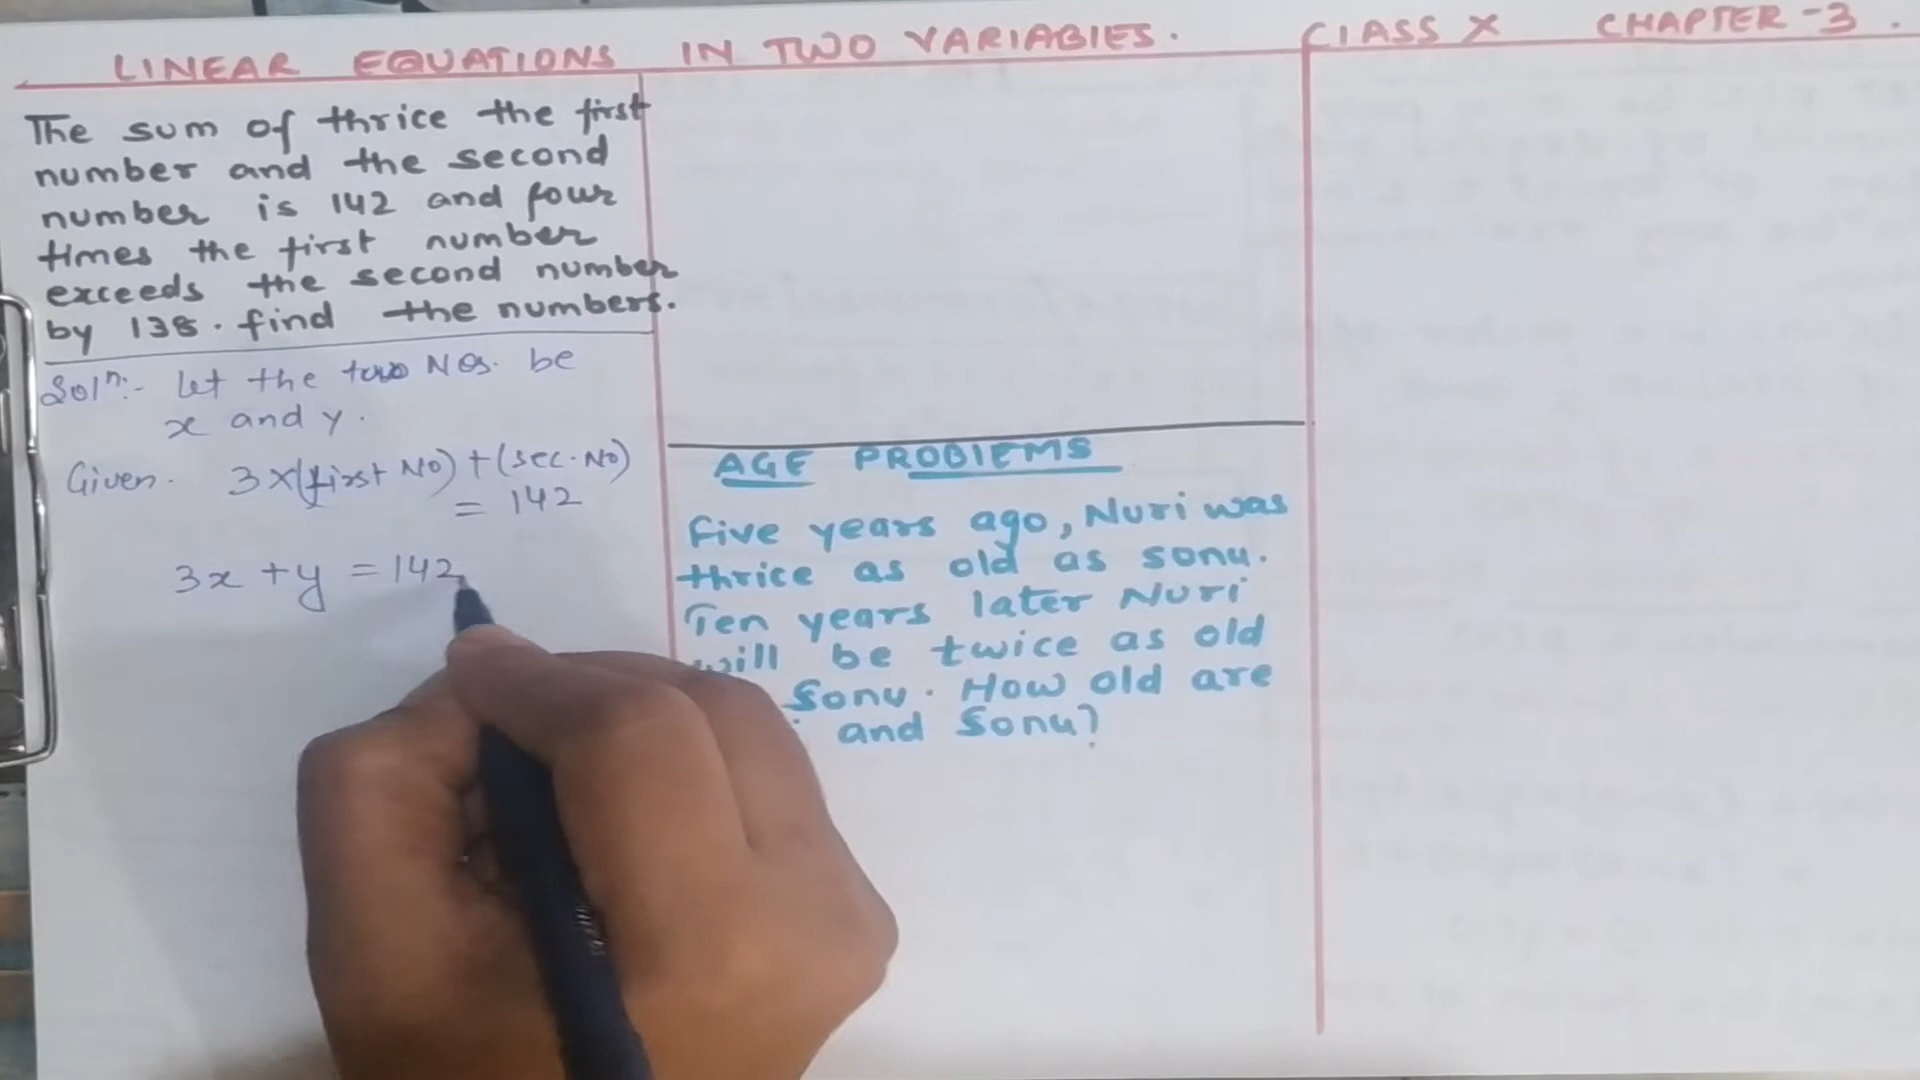 LINEAR EQUATIONS IN TWO VARIABLES. CLASS X CHAPTER-3.
The sum of thrice the first
number and the second
number is 142 and four
times the first number
exceeds the second number
by 138. find the numbers.
Solⁿ:- Let the two NOs. be
x and y.
Given. 3×(first NO)+(sec.NO)
= 142
3x + y = 142
AGE PROBLEMS
Five years ago, Nuri was
thrice as old as sonu.
Ten years later Nuri
will be twice as old
Sonu. How old are
and Sonu?